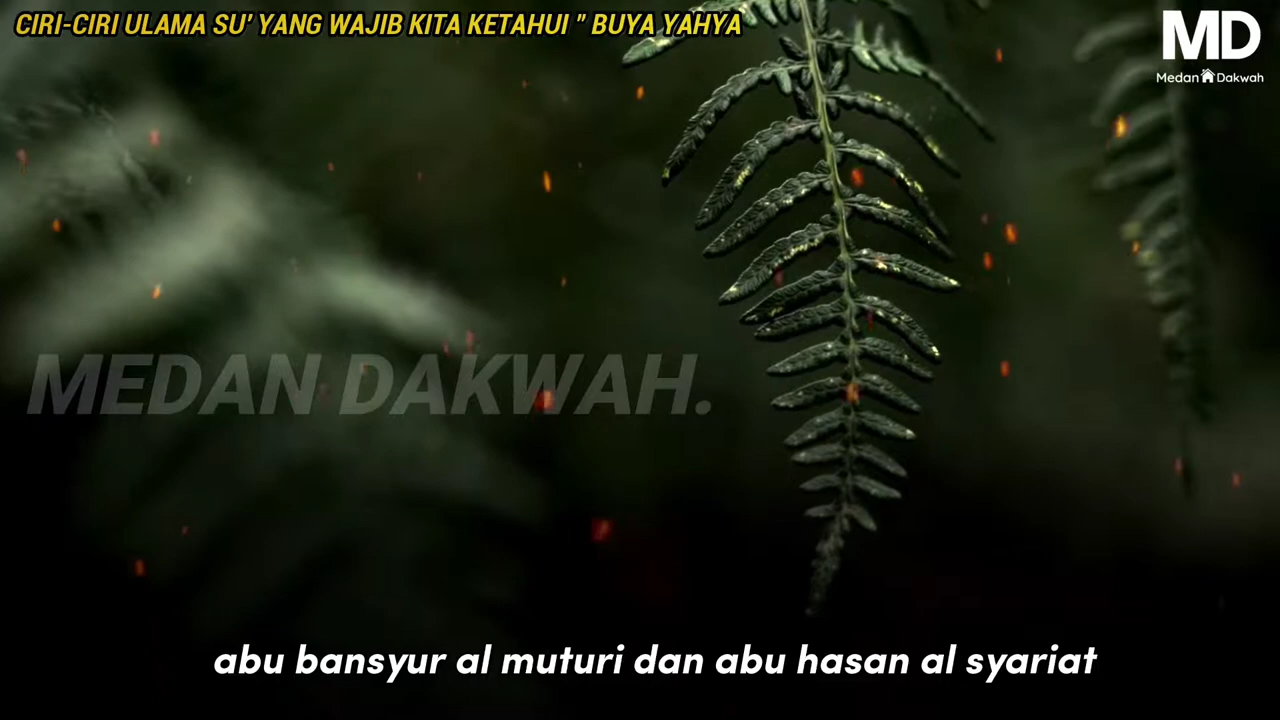 CIRI-CIRI ULAMA SU' YANG WAJIB KITA KETAHUI " BUYA YAHYA
MD
Medan Dakwah
MEDAN DAKWAH.
abu bansyur al muturi dan abu hasan al syariat